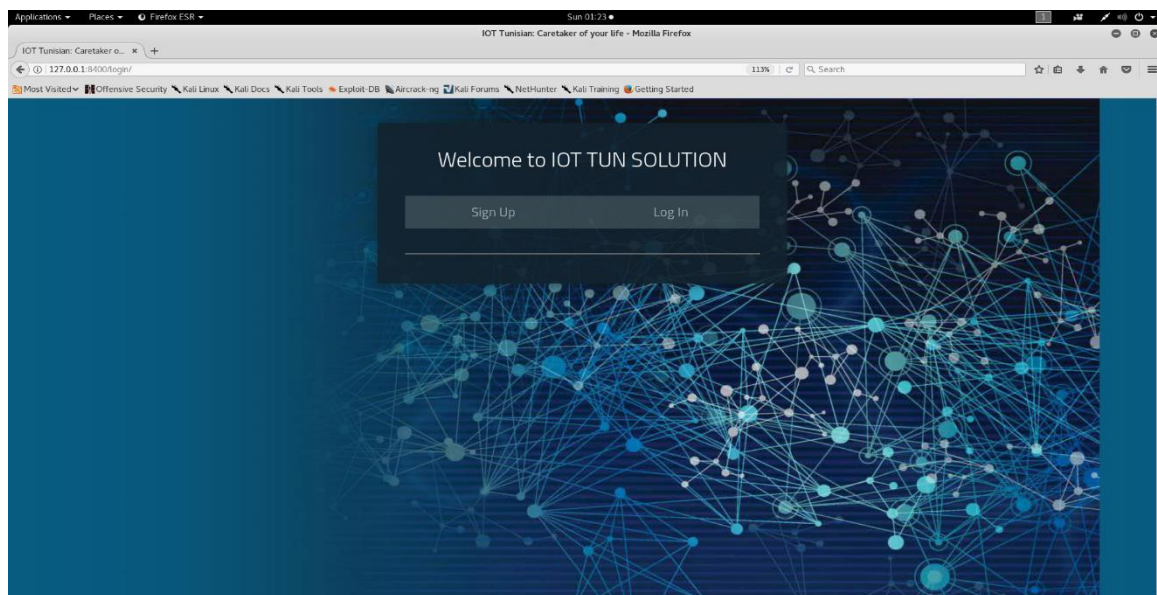 Applications Places Firefox ESR Sun 01:23 1
IOT Tunisian: Caretaker of your life - Mozilla Firefox
IOT Tunisian: Caretaker o...
127.0.0.1:8400/login/ 113% Search
Most Visited Offensive Security Kali Linux Kali Docs Kali Tools Exploit-DB Aircrack-ng Kali Forums NetHunter Kali Training Getting Started
Welcome to IOT TUN SOLUTION
Sign Up Log In